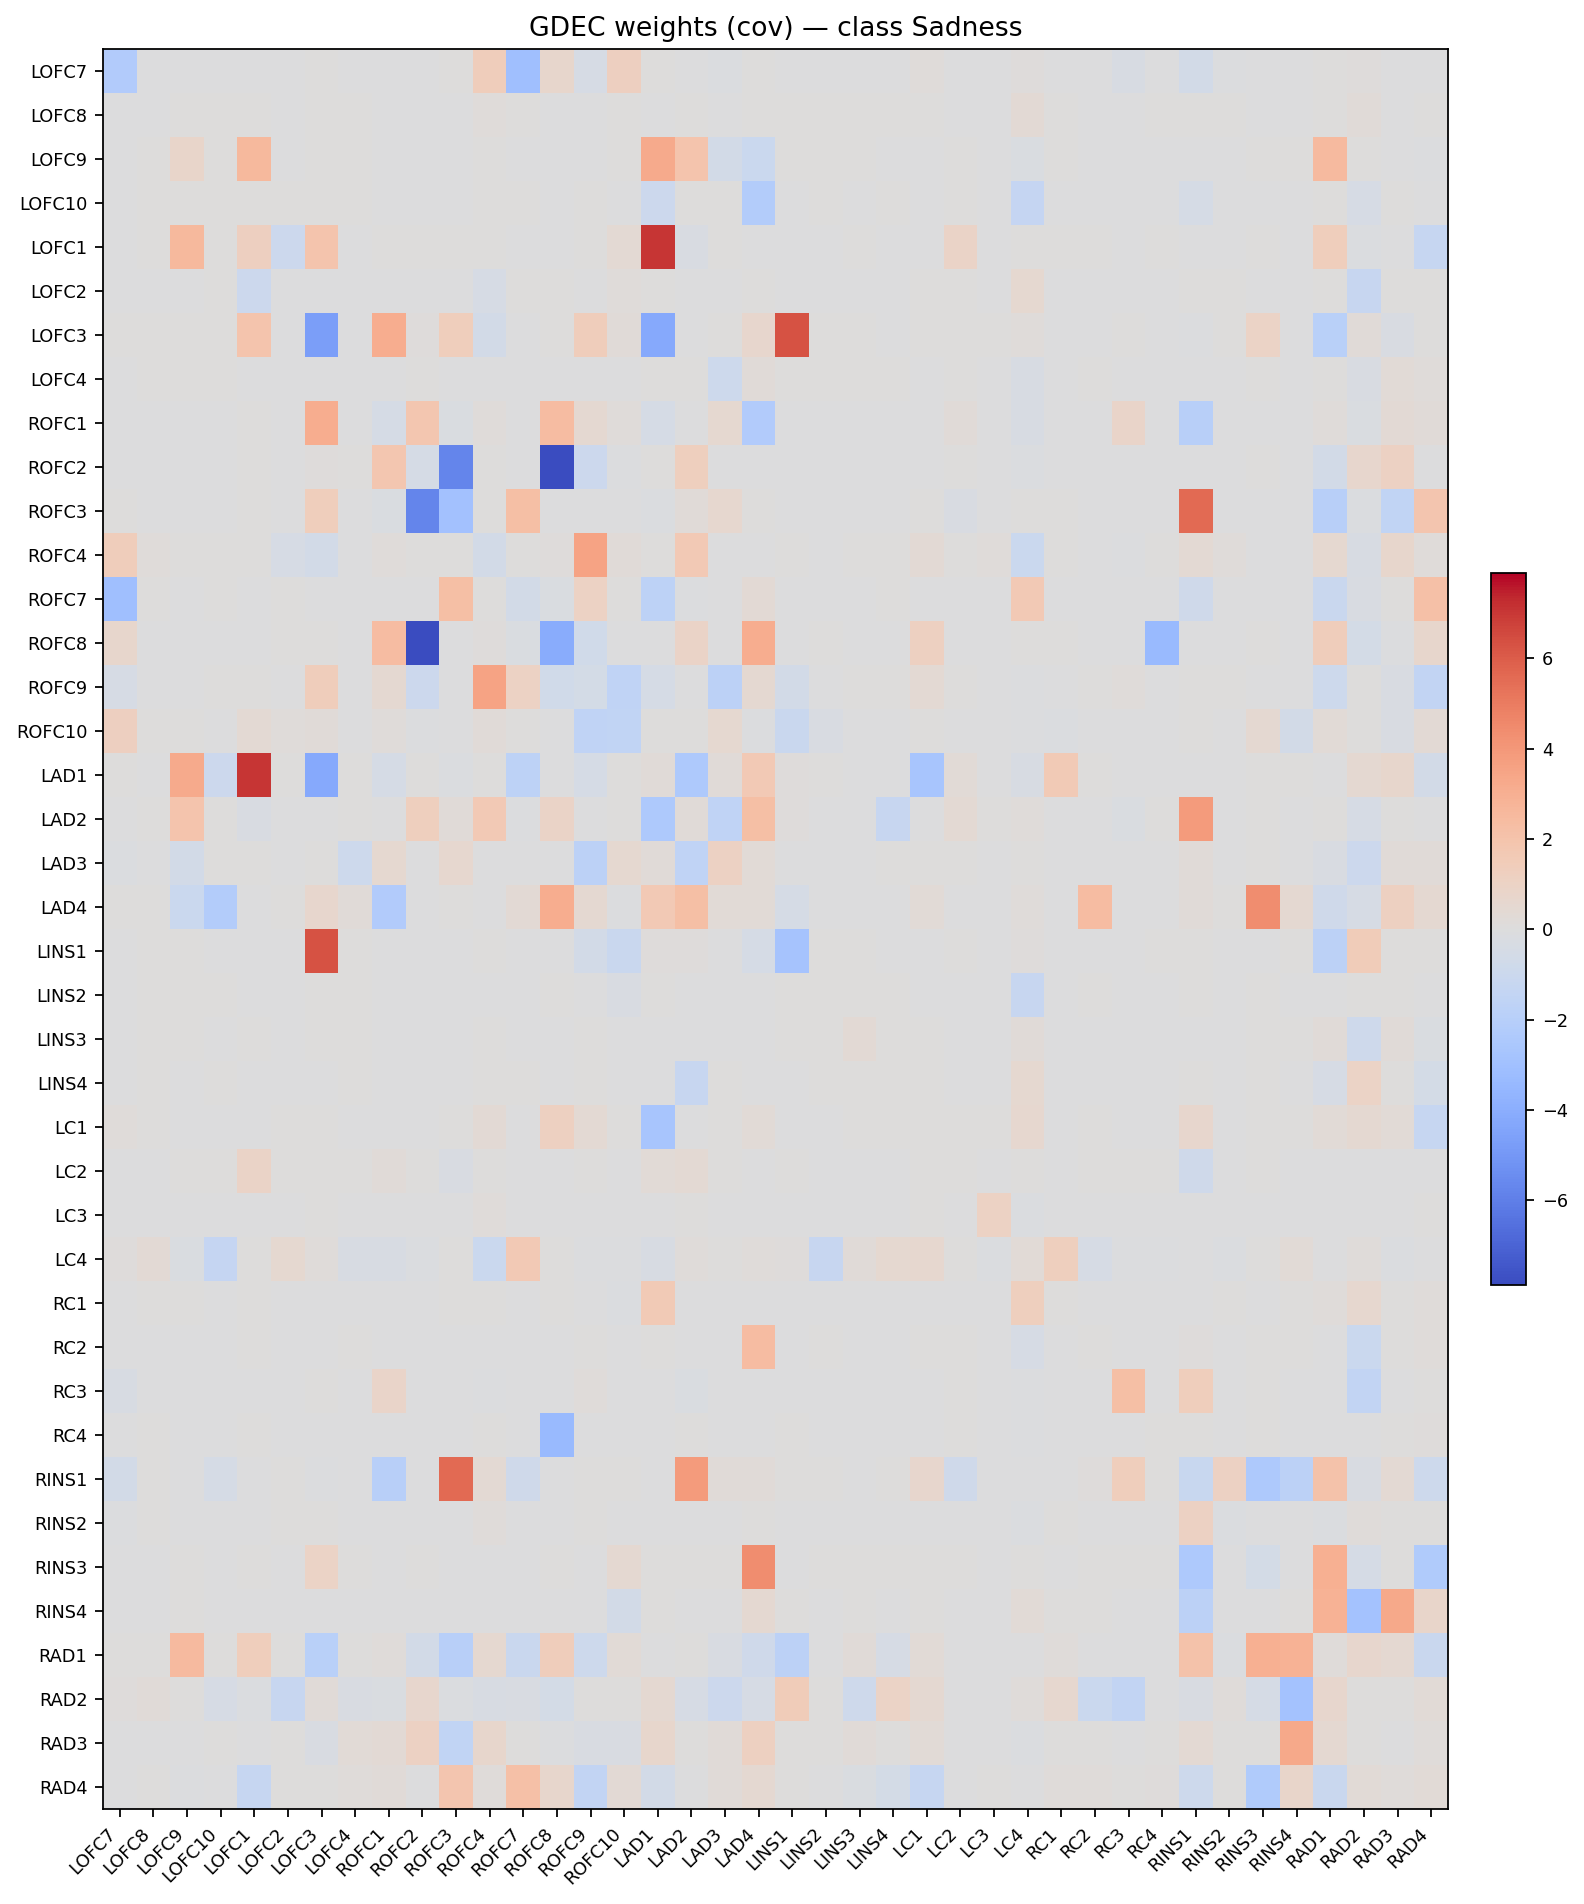 GDEC weights (cov) — class Sadness
LOFC7
LOFC8
LOFC9
LOFC10
LOFC1
LOFC2
LOFC3
LOFC4
ROFC1
ROFC2
ROFC3
ROFC4
ROFC7
ROFC8
ROFC9
ROFC10
LAD1
LAD2
LAD3
LAD4
LINS1
LINS2
LINS3
LINS4
LC1
LC2
LC3
LC4
RC1
RC2
RC3
RC4
RINS1
RINS2
RINS3
RINS4
RAD1
RAD2
RAD3
RAD4
LOFC7 LOFC8 LOFC9 LOFC10 LOFC1 LOFC2 LOFC3 LOFC4 ROFC1 ROFC2 ROFC3 ROFC4 ROFC7 ROFC8 ROFC9 ROFC10 LAD1 LAD2 LAD3 LAD4 LINS1 LINS2 LINS3 LINS4 LC1 LC2 LC3 LC4 RC1 RC2 RC3 RC4 RINS1 RINS2 RINS3 RINS4 RAD1 RAD2 RAD3 RAD4
6
4
2
0
−2
−4
−6